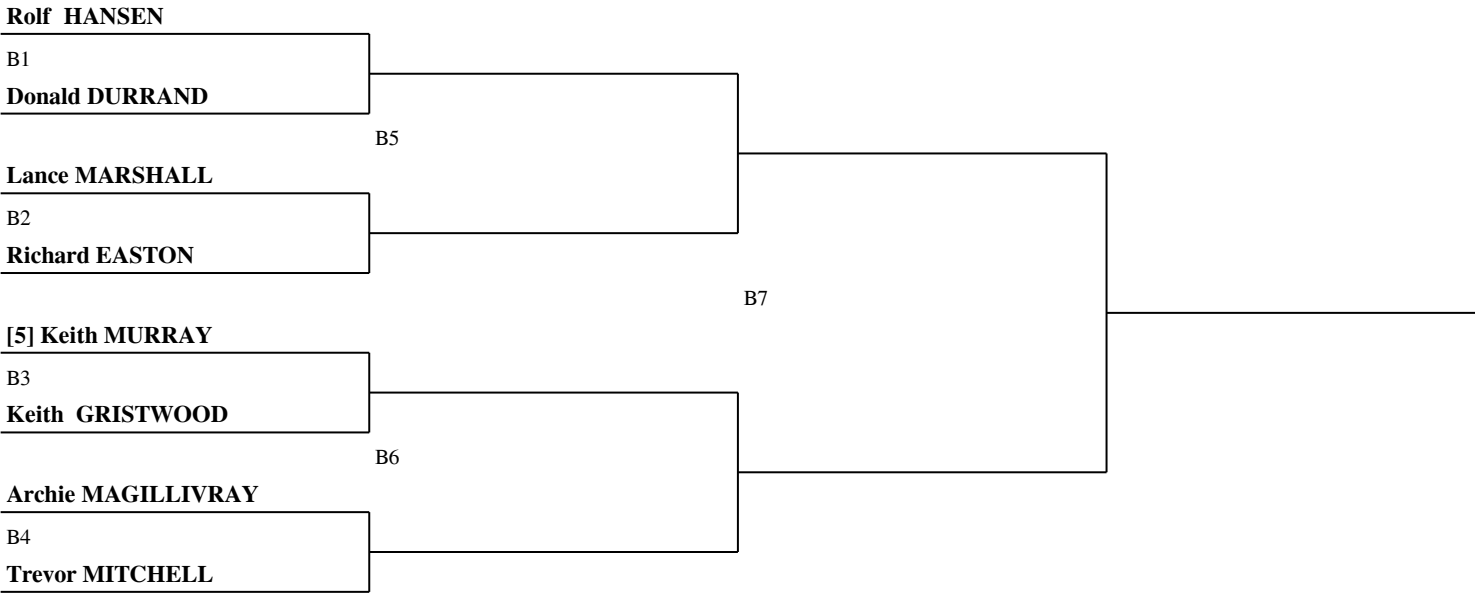 Rolf  HANSEN
B1
Donald DURRAND
B5
Lance MARSHALL
B2
Richard EASTON
B7
[5] Keith MURRAY
B3
Keith  GRISTWOOD
B6
Archie MAGILLIVRAY
B4
Trevor MITCHELL